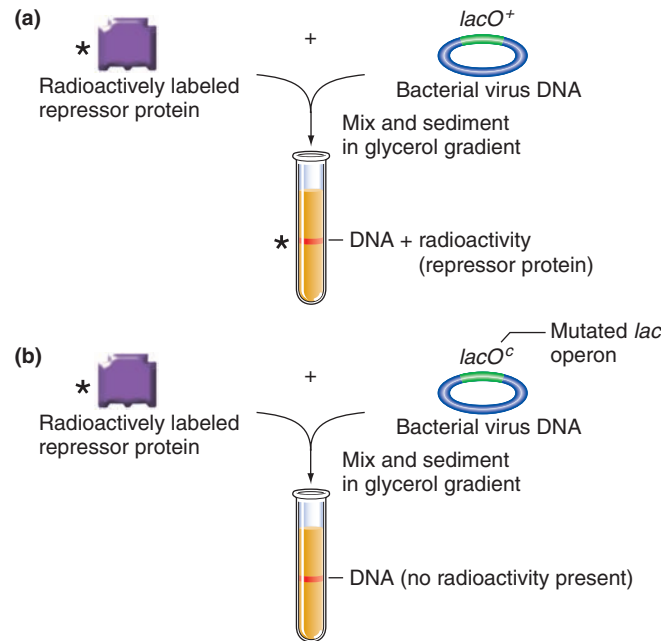 (a)
lacO⁺
*
+
Radioactively labeled
repressor protein
Bacterial virus DNA
Mix and sediment
in glycerol gradient
*
DNA + radioactivity
(repressor protein)
(b)
Mutated lac
operon
lacOᶜ
*
+
Radioactively labeled
repressor protein
Bacterial virus DNA
Mix and sediment
in glycerol gradient
DNA (no radioactivity present)